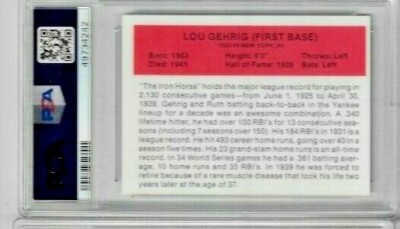 LOU GEHRIG (FIRST BASE)
1923-39 NEW YORK (A)
Born: 1903 Height: 6'0" Throws: Left
Died: 1941 Hall of Fame: 1939 Bats: Left
"The Iron Horse" holds the major league record for playing in
2,130 consecutive games—from June 1, 1925 to April 30,
1939. Gehrig and Ruth batting back-to-back in the Yankee
lineup for a decade was an awesome combination. A .340
lifetime hitter, he had over 100 RBI's for 13 consecutive sea-
sons (including 7 seasons over 150). His 184 RBI's in 1931 is a
league record. He hit 493 career home runs, going over 40 on
five times. His 23 grand-slam home runs is an all-time
record. In 34 World Series games he had a .361 batting aver-
age, 10 home runs and 35 RBI's. In 1939 he was forced to
retire because of a rare muscle disease that took his life two
years later at the age of 37.
PSA
49734242